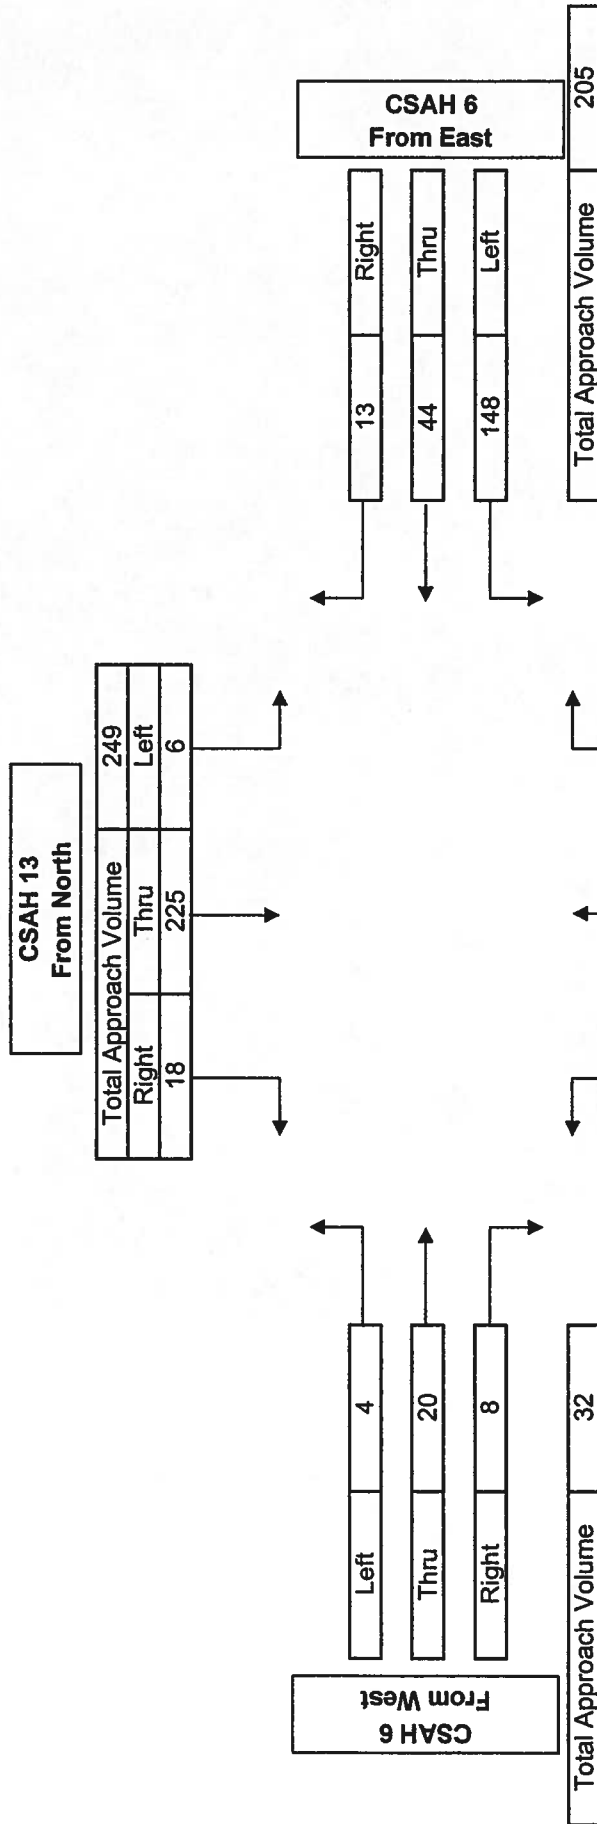 CSAH 13
From North
Total Approach Volume 249
Right Thru Left
18 225 6
CSAH 6
From West
Left 4
Thru 20
Right 8
Total Approach Volume 32
CSAH 6
From East
13 Right
44 Thru
148 Left
Total Approach Volume 205